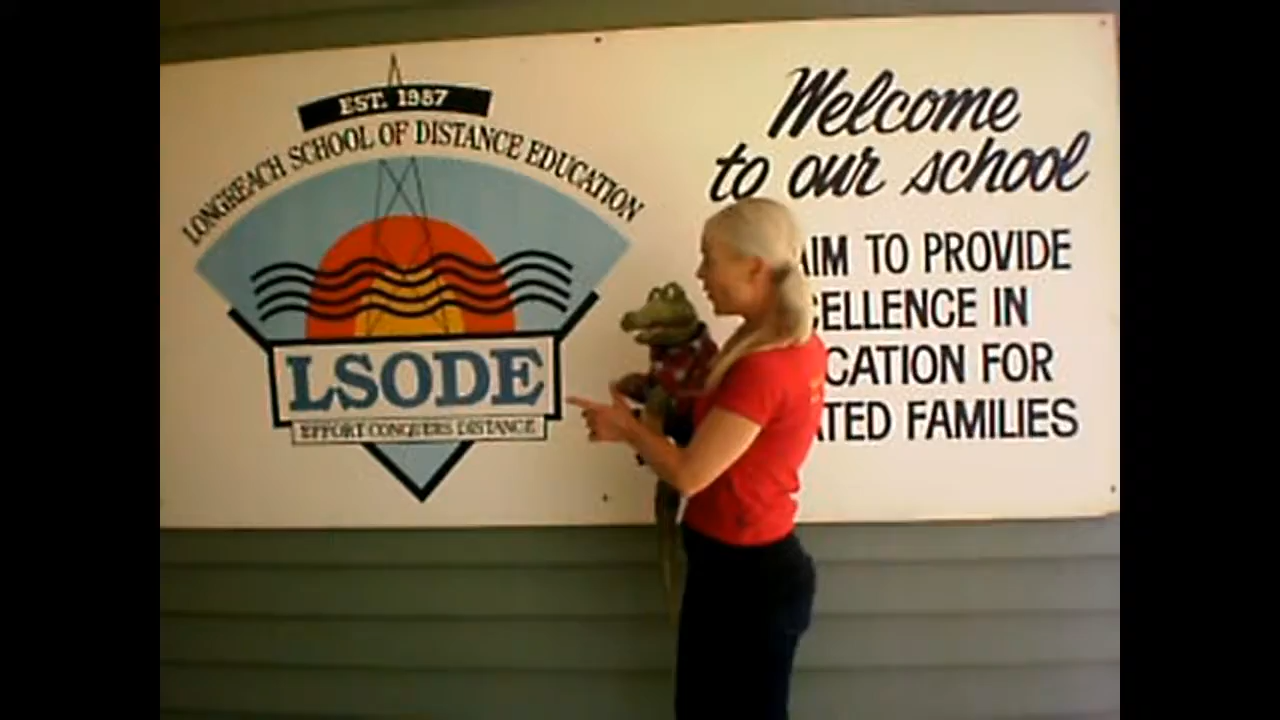 EST. 1987
LONGREACH SCHOOL OF DISTANCE EDUCATION
LSODE
EFFORT CONQUERS DISTANCE
Welcome
to our school
AIM TO PROVIDE
CELLENCE IN
CATION FOR
ATED FAMILIES